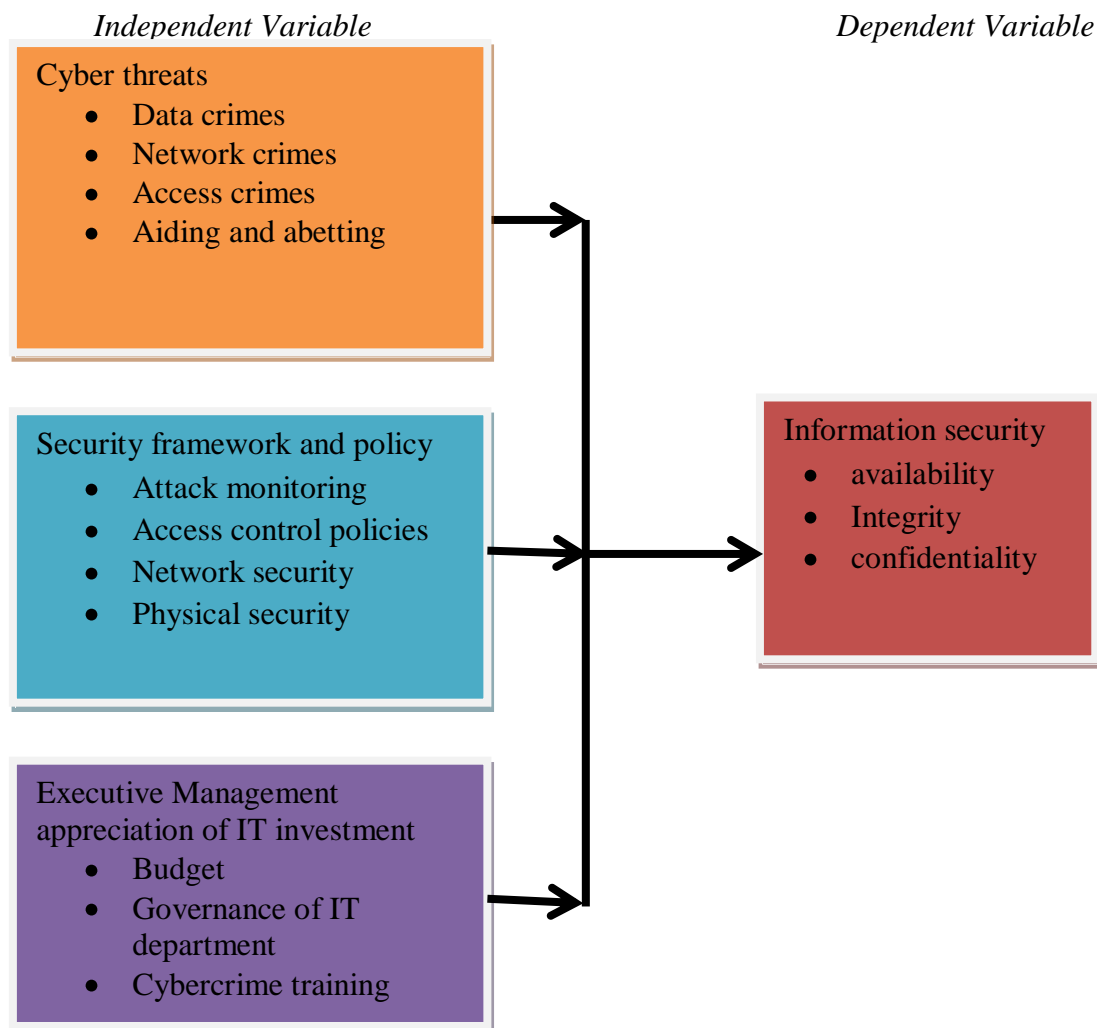 Independent Variable
Dependent Variable
Cyber threats
• Data crimes
• Network crimes
• Access crimes
• Aiding and abetting
Security framework and policy
• Attack monitoring
• Access control policies
• Network security
• Physical security
Executive Management
appreciation of IT investment
• Budget
• Governance of IT
department
• Cybercrime training
Information security
• availability
• Integrity
• confidentiality